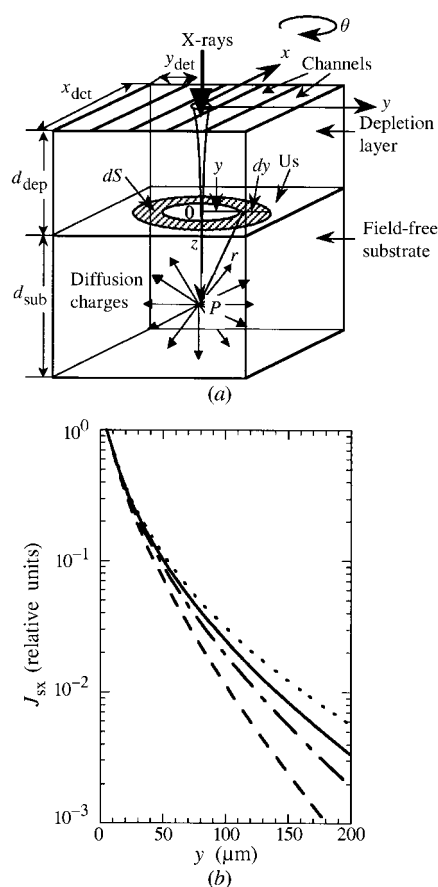 X-rays
θ
x
y_det
x_det
Channels
y
Depletion
layer
d_dep
dS
y
dy
Us
0
Field-free
substrate
z
r
d_sub
Diffusion
charges
P
(a)
10^0
10^-1
10^-2
10^-3
J_sx (relative units)
0 50 100 150 200
y (μm)
(b)